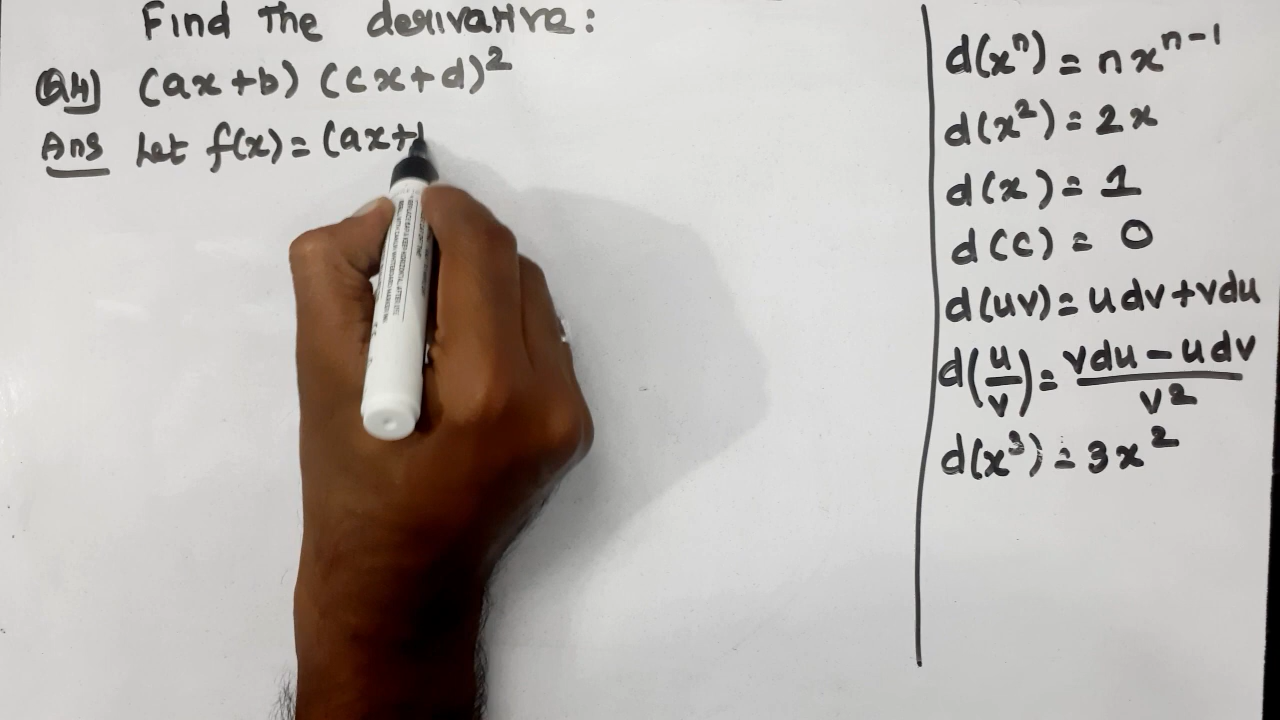 Find the derivative:
Q4) (ax+b) (cx+d)²
Ans Let f(x) = (ax+
d(xⁿ) = nxⁿ⁻¹
d(x²) = 2x
d(x) = 1
d(c) = 0
d(uv) = udv+vdu
d(u/v) = vdu - udv / v²
d(x³) = 3x²